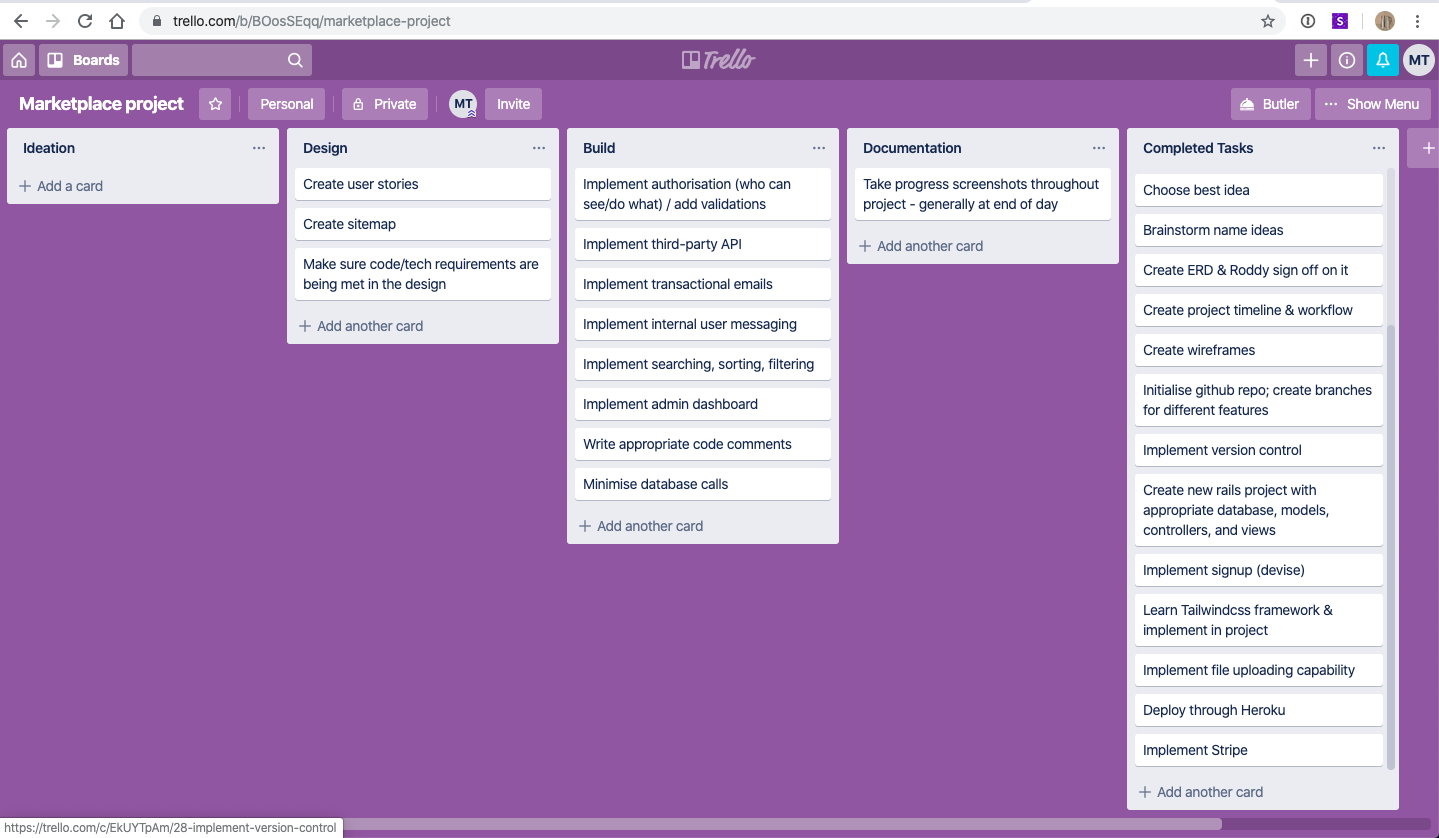 trello.com/b/BOosSEqq/marketplace-project
S
Boards
Trello
MT
Marketplace project
Personal
Private
MT
Invite
Butler
Show Menu
Ideation
Add a card
Design
Create user stories
Create sitemap
Make sure code/tech requirements are
being met in the design
Add another card
Build
Implement authorisation (who can
see/do what) / add validations
Implement third-party API
Implement transactional emails
Implement internal user messaging
Implement searching, sorting, filtering
Implement admin dashboard
Write appropriate code comments
Minimise database calls
Add another card
Documentation
Take progress screenshots throughout
project - generally at end of day
Add another card
Completed Tasks
Choose best idea
Brainstorm name ideas
Create ERD & Roddy sign off on it
Create project timeline & workflow
Create wireframes
Initialise github repo; create branches
for different features
Implement version control
Create new rails project with
appropriate database, models,
controllers, and views
Implement signup (devise)
Learn Tailwindcss framework &
implement in project
Implement file uploading capability
Deploy through Heroku
Implement Stripe
Add another card
https://trello.com/c/EkUYTpAm/28-implement-version-control